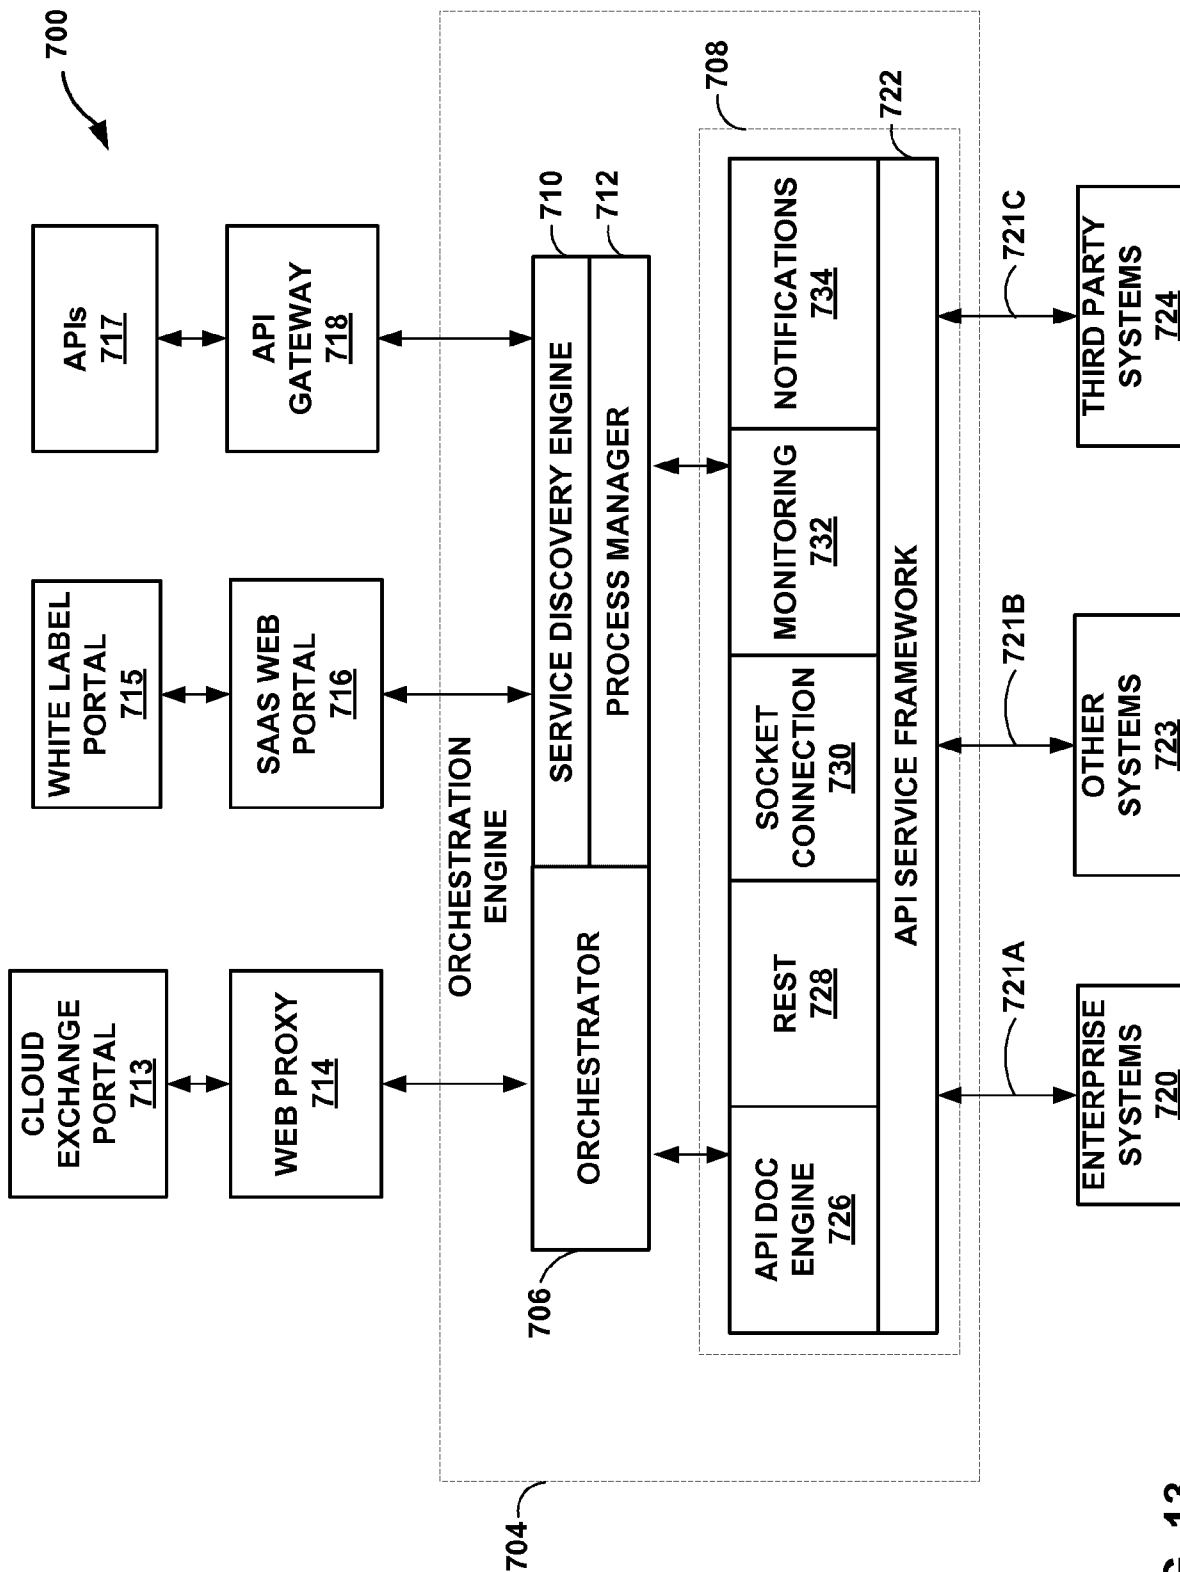 700
CLOUD
EXCHANGE
PORTAL
713
WHITE LABEL
PORTAL
715
APIs
717
WEB PROXY
714
SAAS WEB
PORTAL
716
API
GATEWAY
718
704
ORCHESTRATION
ENGINE
706
ORCHESTRATOR
SERVICE DISCOVERY ENGINE
710
PROCESS MANAGER
712
708
API DOC
ENGINE
726
REST
728
SOCKET
CONNECTION
730
MONITORING
732
NOTIFICATIONS
734
API SERVICE FRAMEWORK
722
721A
721B
721C
ENTERPRISE
SYSTEMS
720
OTHER
SYSTEMS
723
THIRD PARTY
SYSTEMS
724